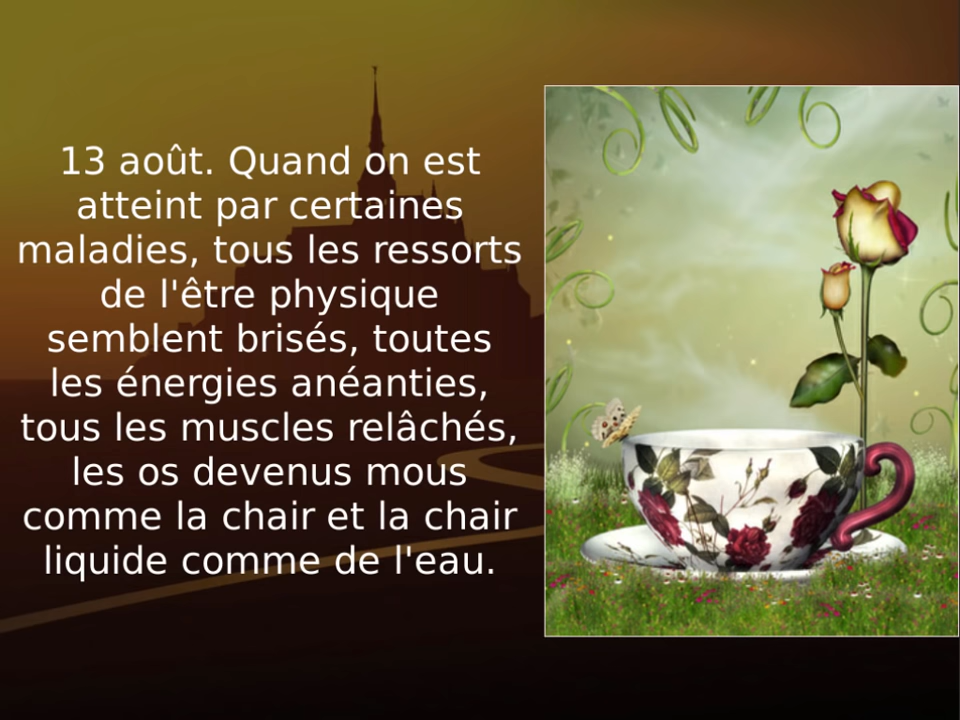 13 août. Quand on est
atteint par certaines
maladies, tous les ressorts
de l'être physique
semblent brisés, toutes
les énergies anéanties,
tous les muscles relâchés,
les os devenus mous
comme la chair et la chair
liquide comme de l'eau.